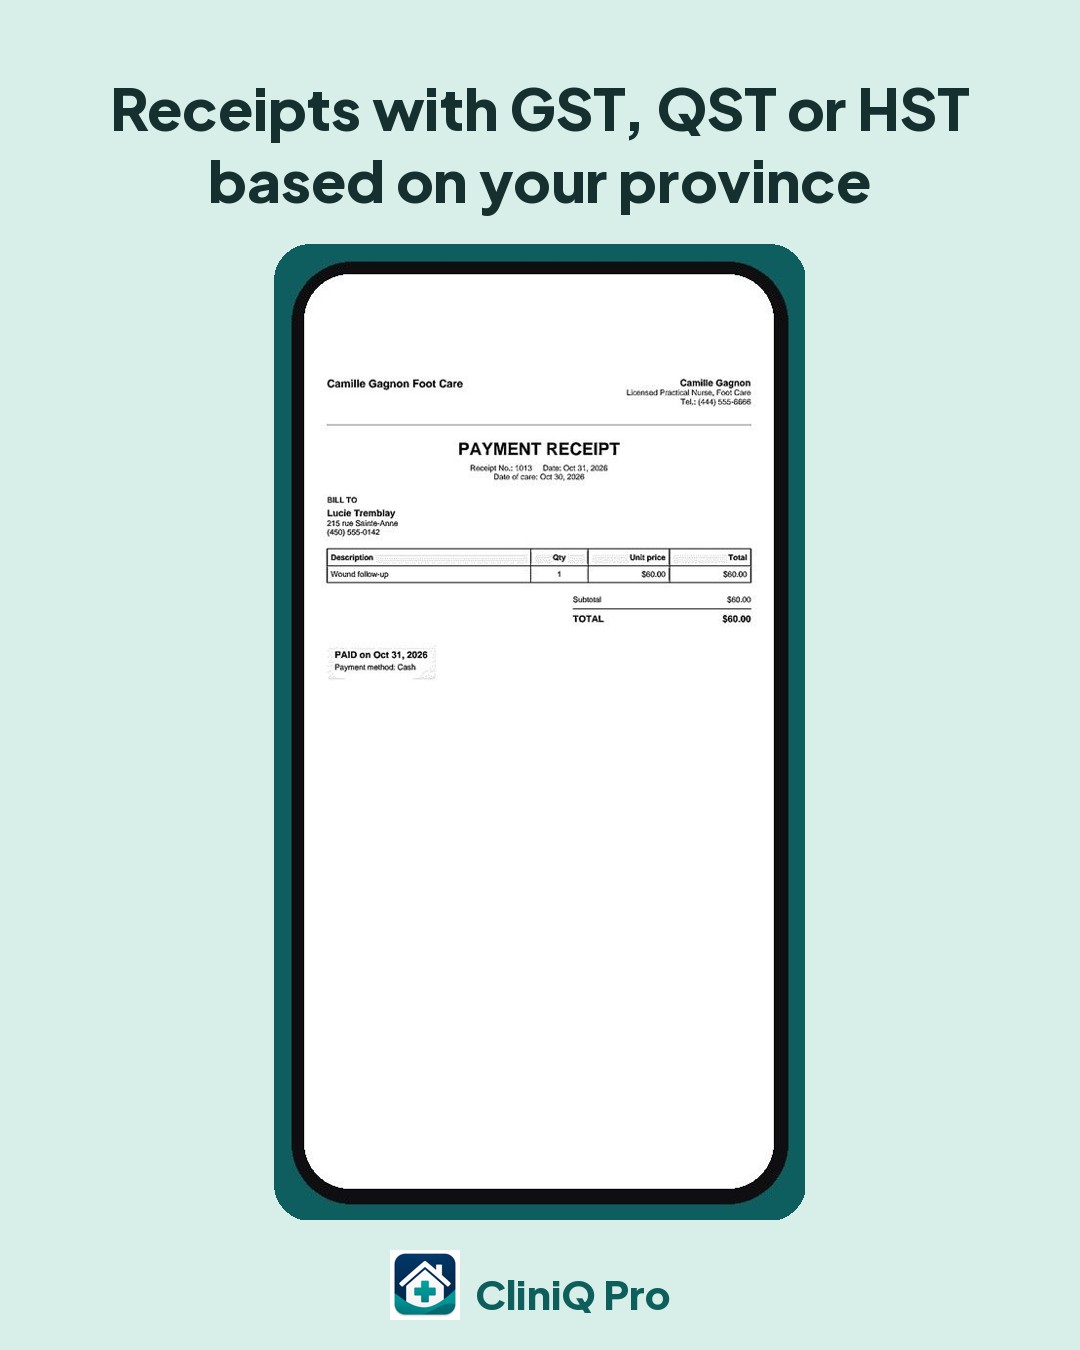 Receipts with GST, QST or HST
based on your province
Camille Gagnon Foot Care
Camille Gagnon
Licensed Practical Nurse, Foot Care
Tel.: (444) 555-6666
PAYMENT RECEIPT
Receipt No.: 1013 Date: Oct 31, 2026
Date of care: Oct 30, 2026
BILL TO
Lucie Tremblay
215 rue Sainte-Anne
(450) 555-0142
Description Qty Unit price Total
Wound follow-up 1 $60.00 $60.00
Subtotal $60.00
TOTAL $60.00
PAID on Oct 31, 2026
Payment method: Cash
CliniQ Pro